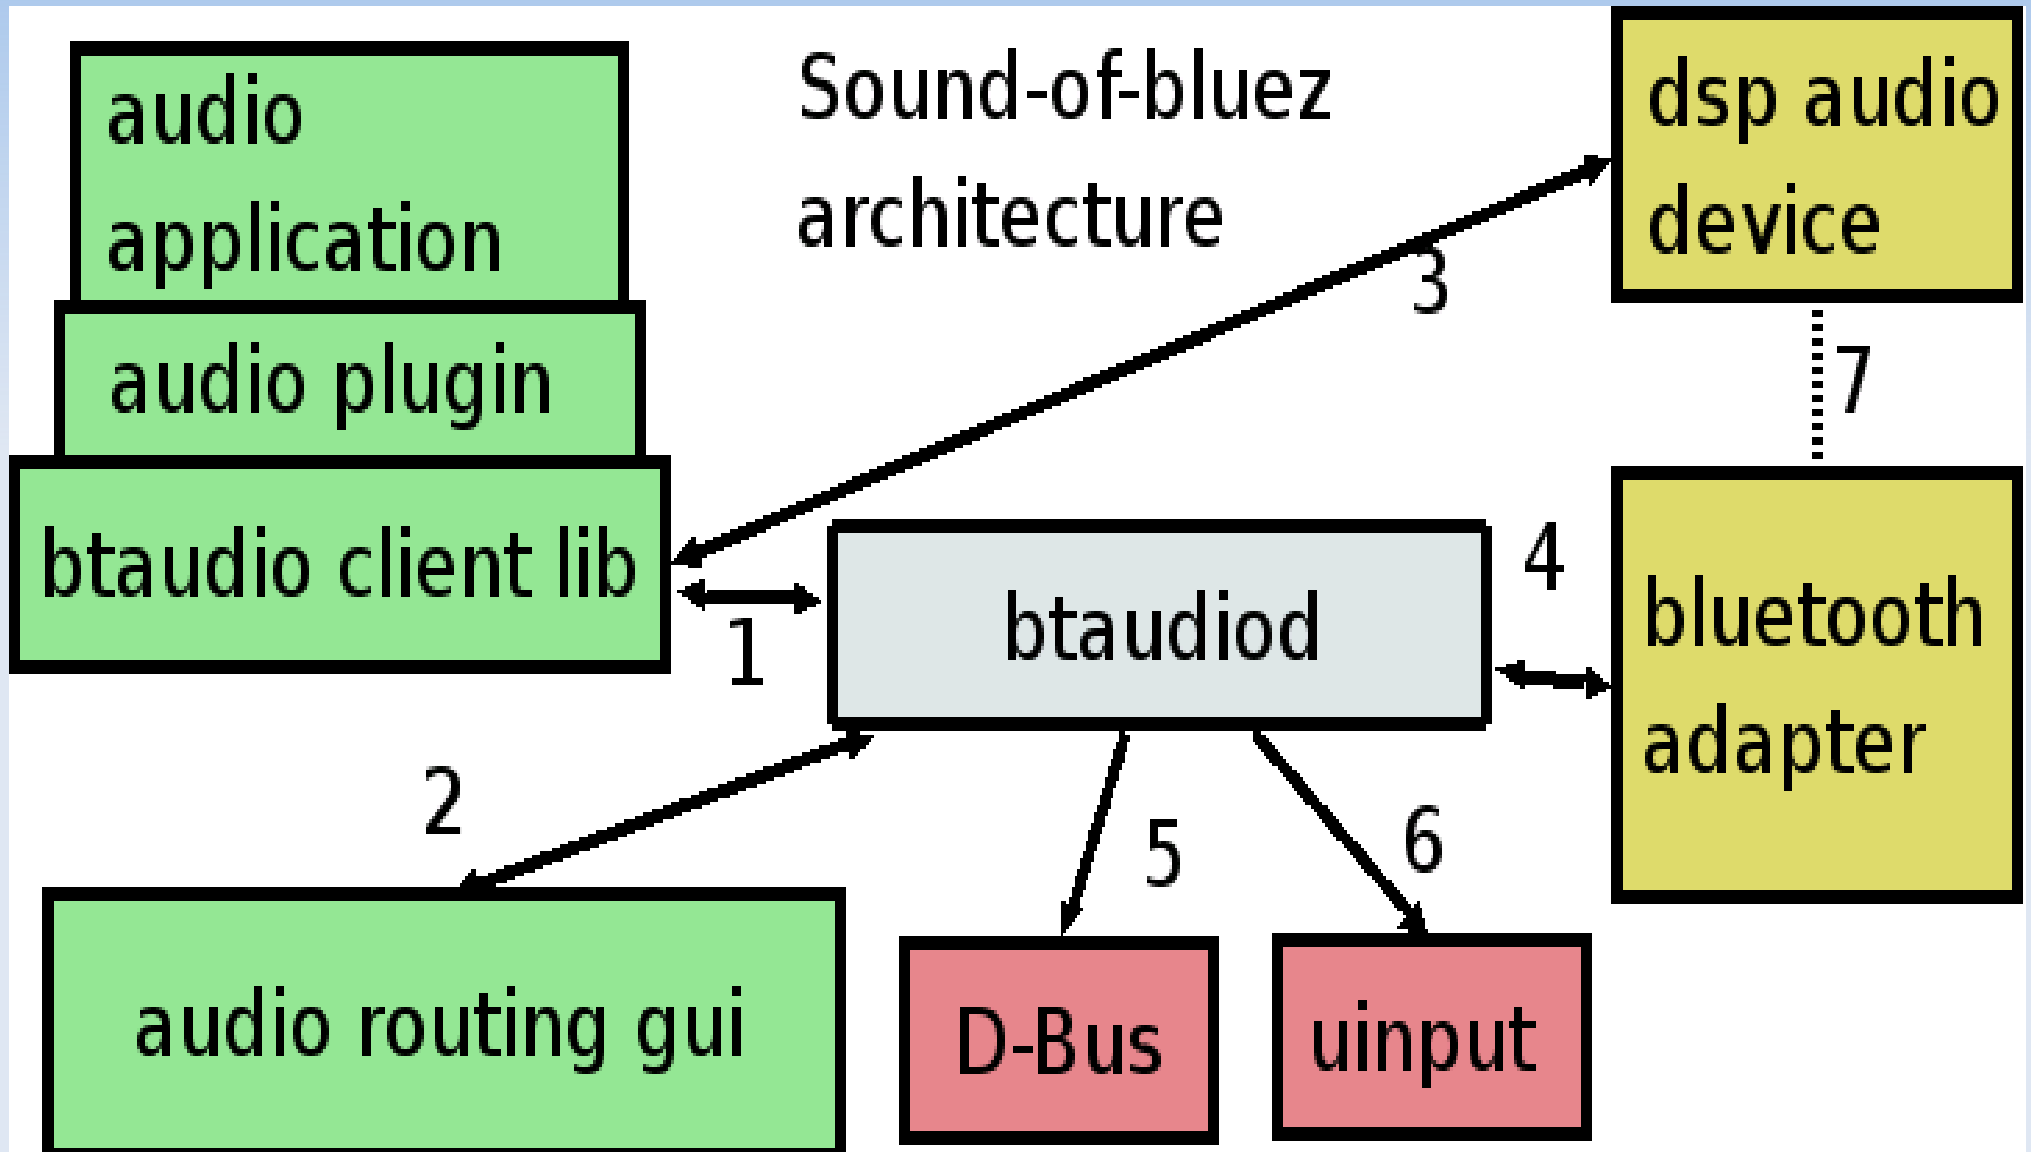 audio
application
audio plugin
btaudio client lib
Sound-of-bluez
architecture
dsp audio
device
3
7
btaudiod
4
bluetooth
adapter
1
2
5
6
audio routing gui
D-Bus
uinput